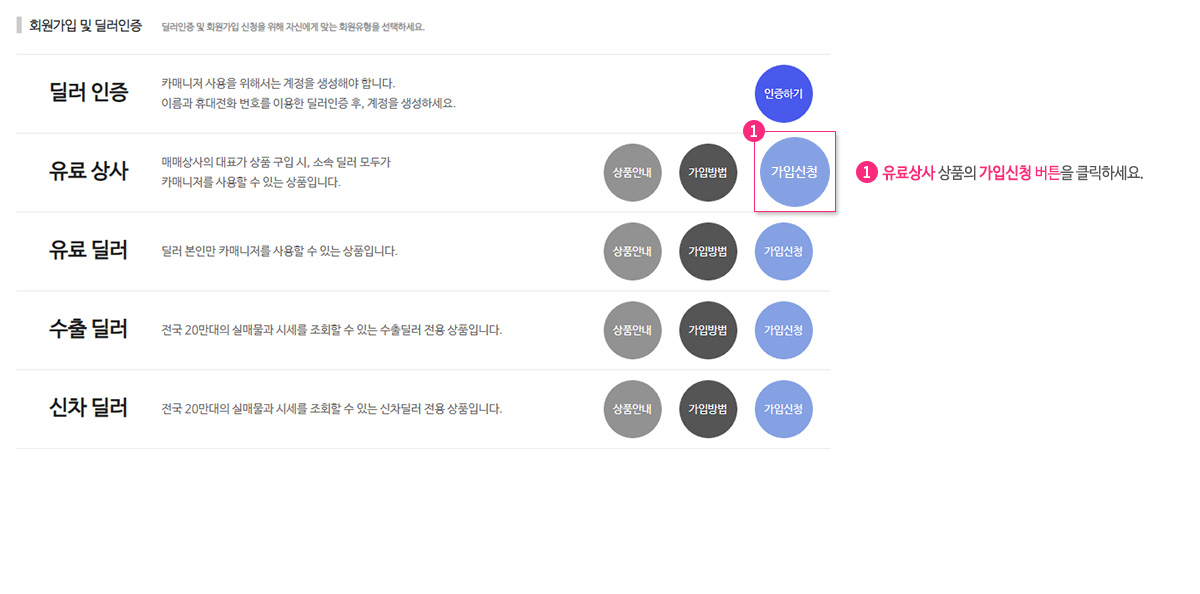 회원가입 및 딜러인증 딜러인증 및 회원가입 신청을 위해 자신에게 맞는 회원유형을 선택하세요.
딜러 인증
카매니저 사용을 위해서는 계정을 생성해야 합니다.
이름과 휴대전화 번호를 이용한 딜러인증 후, 계정을 생성하세요.
인증하기
유료 상사
매매상사의 대표가 상품 구입 시, 소속 딜러 모두가
카매니저를 사용할 수 있는 상품입니다.
상품안내 가입방법 1 가입신청
1 유료상사 상품의 가입신청 버튼을 클릭하세요.
유료 딜러 딜러 본인만 카매니저를 사용할 수 있는 상품입니다. 상품안내 가입방법 가입신청
수출 딜러 전국 20만대의 실매물과 시세를 조회할 수 있는 수출딜러 전용 상품입니다. 상품안내 가입방법 가입신청
신차 딜러 전국 20만대의 실매물과 시세를 조회할 수 있는 신차딜러 전용 상품입니다. 상품안내 가입방법 가입신청